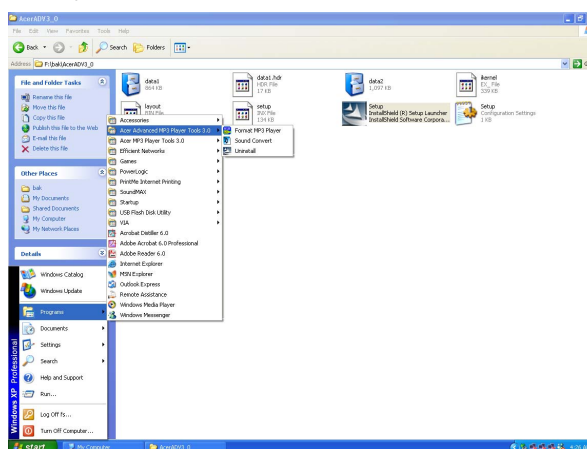 AcerADV3_0
File Edit View Favorites Tools Help
Back Search Folders
Address F:\bak\AcerADV3_0
File and Folder Tasks
Rename this file
Move this file
Copy this file
Publish this file to the Web
E-mail this file
Delete this file
Other Places
bak
My Documents
Shared Documents
My Computer
My Network Places
Details
data1
864 KB
data1.hdr
HDR File
17 KB
data2
1,097 KB
ikernel
EX_ File
339 KB
layout
BIN File
setup
INX File
134 KB
Setup
InstallShield (R) Setup Launcher
InstallShield Software Corpora...
Setup
Configuration Settings
1 KB
Accessories
Acer Advanced MP3 Player Tools 3.0
Acer MP3 Player Tools 3.0
Efficient Networks
Games
PowerLogic
PrintMe Internet Printing
SoundMAX
Startup
USB Flash Disk Utility
VIA
Acrobat Distiller 6.0
Adobe Acrobat 6.0 Professional
Adobe Reader 6.0
Internet Explorer
MSN Explorer
Outlook Express
Remote Assistance
Windows Media Player
Windows Messenger
Format MP3 Player
Sound Convert
Uninstall
Windows Catalog
Windows Update
Programs
Documents
Settings
Search
Help and Support
Run...
Log Off fs...
Turn Off Computer...
Windows XP Professional
start
My Computer
AcerADV3_0